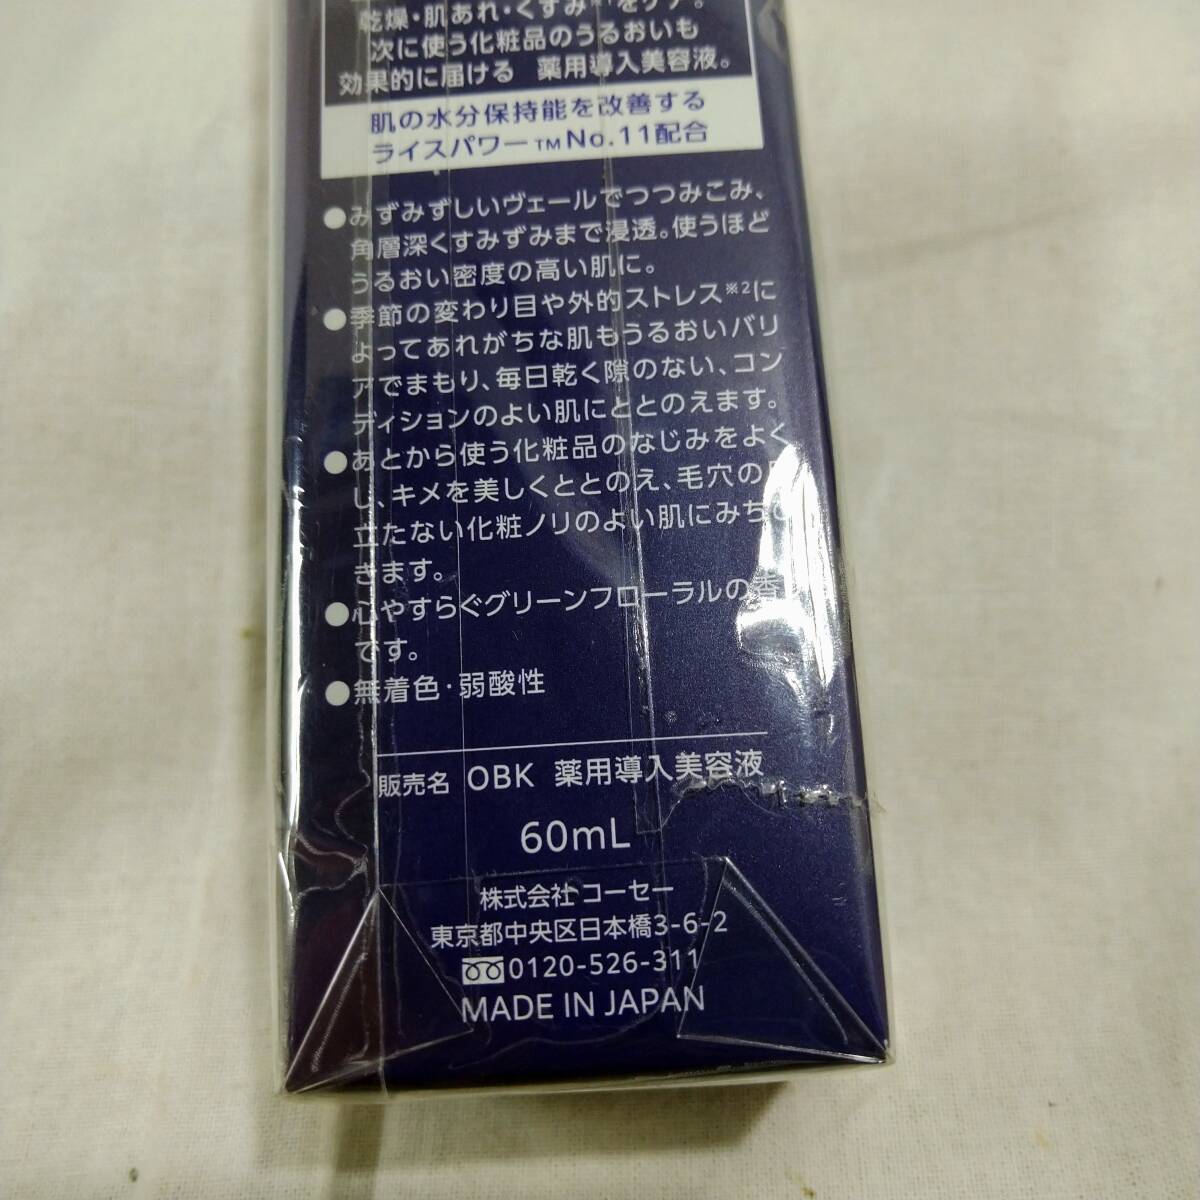 乾燥・肌あれ・くすみ※1をケア。
次に使う化粧品のうるおいも
効果的に届ける 薬用導入美容液。
肌の水分保持能を改善する
ライスパワー™No.11配合
●みずみずしいヴェールでつつみこみ、
角層深くすみずみまで浸透。使うほど
うるおい密度の高い肌に。
●季節の変わり目や外的ストレス※2に
よってあれがちな肌もうるおいバリ
アでまもり、毎日乾く隙のない、コン
ディションのよい肌にととのえます。
●あとから使う化粧品のなじみをよく
し、キメを美しくととのえ、毛穴の
立たない化粧ノリのよい肌にみちび
きます。
●心やすらぐグリーンフローラルの香
です。
●無着色・弱酸性
販売名 OBK 薬用導入美容液
60mL
株式会社 コーセー
東京都中央区日本橋3-6-2
0120-526-311
MADE IN JAPAN